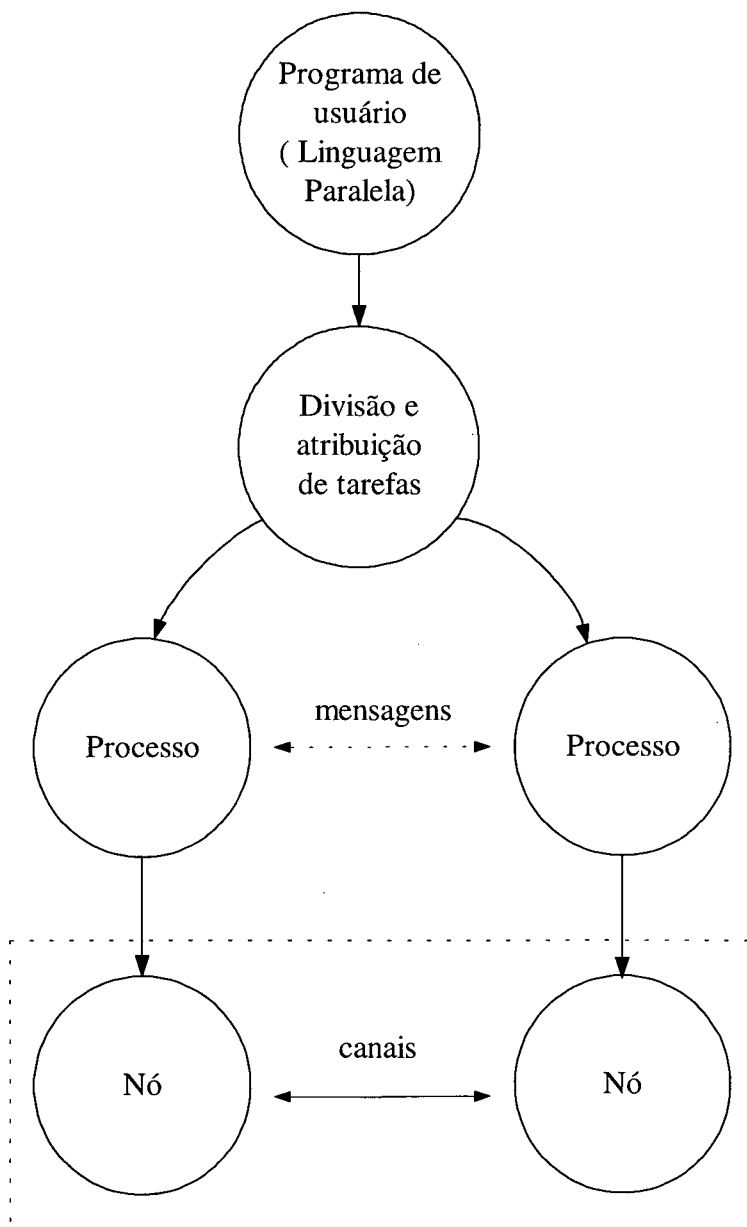 Programa de
usuário
( Linguagem
Paralela)
Divisão e
atribuição
de tarefas
mensagens
Processo
Processo
canais
Nó
Nó